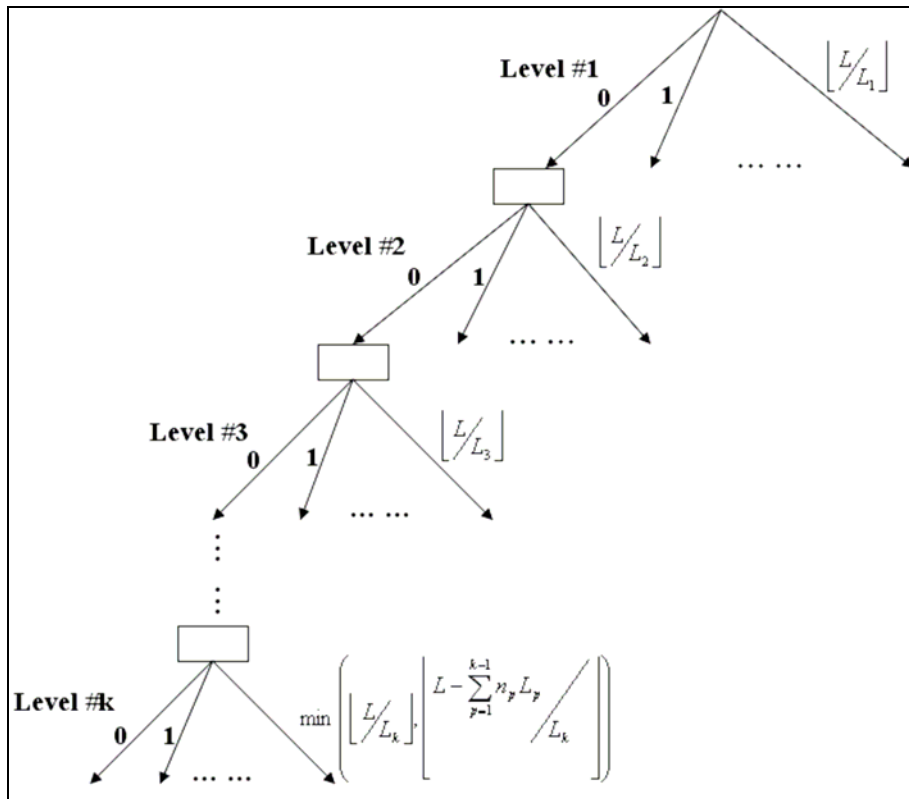 Level #1
0 1 ⌊L/L₁⌋
... ...
Level #2
0 1 ⌊L/L₂⌋
... ...
Level #3
0 1 ⌊L/L₃⌋
... ...
⋮
⋮
Level #k
0 1 min(⌊L/Lₖ⌋, ⌊L − ∑_{p=1}^{k−1} nₚLₚ / Lₖ⌋)
... ...